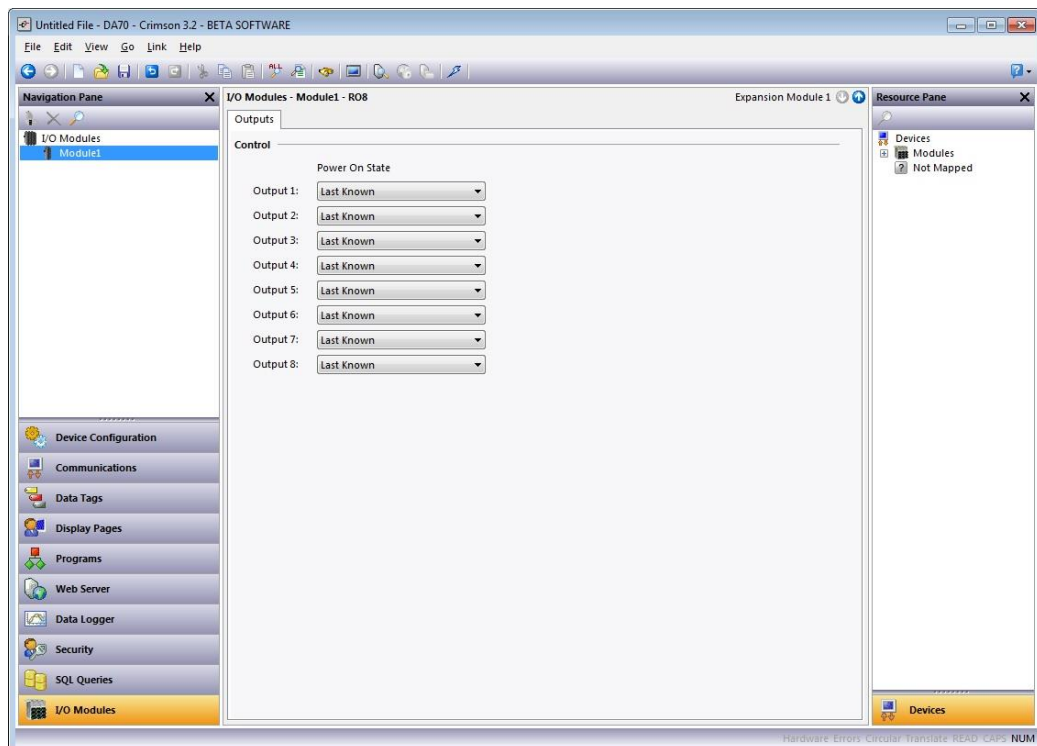 Untitled File - DA70 - Crimson 3.2 - BETA SOFTWARE
File Edit View Go Link Help
Navigation Pane
I/O Modules
Module1
Device Configuration
Communications
Data Tags
Display Pages
Programs
Web Server
Data Logger
Security
SQL Queries
I/O Modules
I/O Modules - Module1 - RO8
Expansion Module 1
Outputs
Control
Power On State
Output 1: Last Known
Output 2: Last Known
Output 3: Last Known
Output 4: Last Known
Output 5: Last Known
Output 6: Last Known
Output 7: Last Known
Output 8: Last Known
Resource Pane
Devices
Modules
Not Mapped
Devices
Hardware Errors Circular Translate READ CAPS NUM